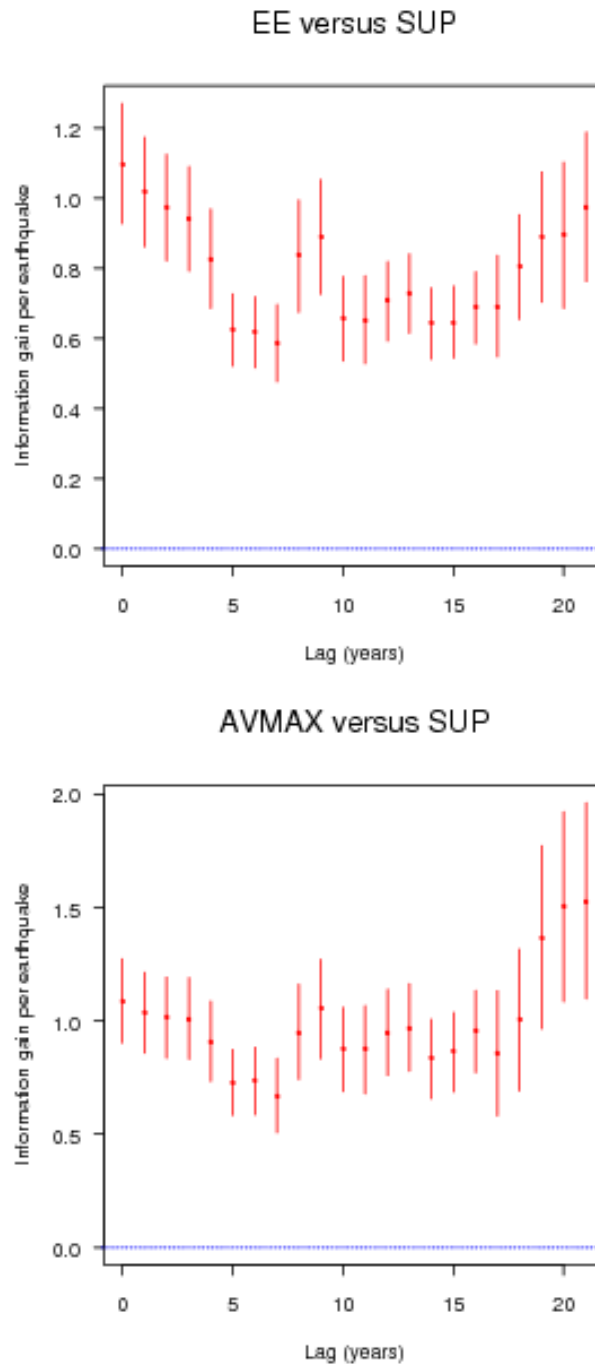 EE versus SUP
1.2
1.0
0.8
0.6
0.4
0.2
0.0
Information gain per earthquake
0 5 10 15 20
Lag (years)
AVMAX versus SUP
2.0
1.5
1.0
0.5
0.0
Information gain per earthquake
0 5 10 15 20
Lag (years)